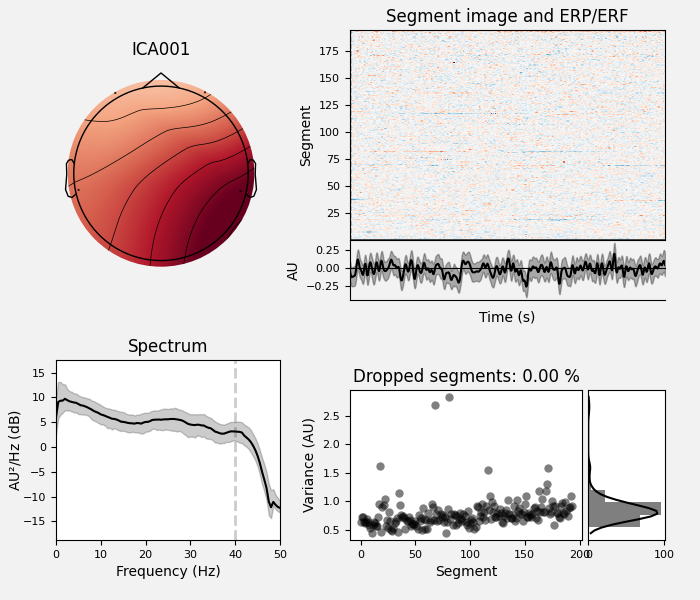 ICA001
Segment image and ERP/ERF
Segment
175
150
125
100
75
50
25
AU
0.25
0.00
−0.25
Time (s)
Spectrum
AU²/Hz (dB)
15
10
5
0
−5
−10
−15
0 10 20 30 40 50
Frequency (Hz)
Dropped segments: 0.00 %
Variance (AU)
2.5
2.0
1.5
1.0
0.5
0 50 100 150 200
0 100
Segment